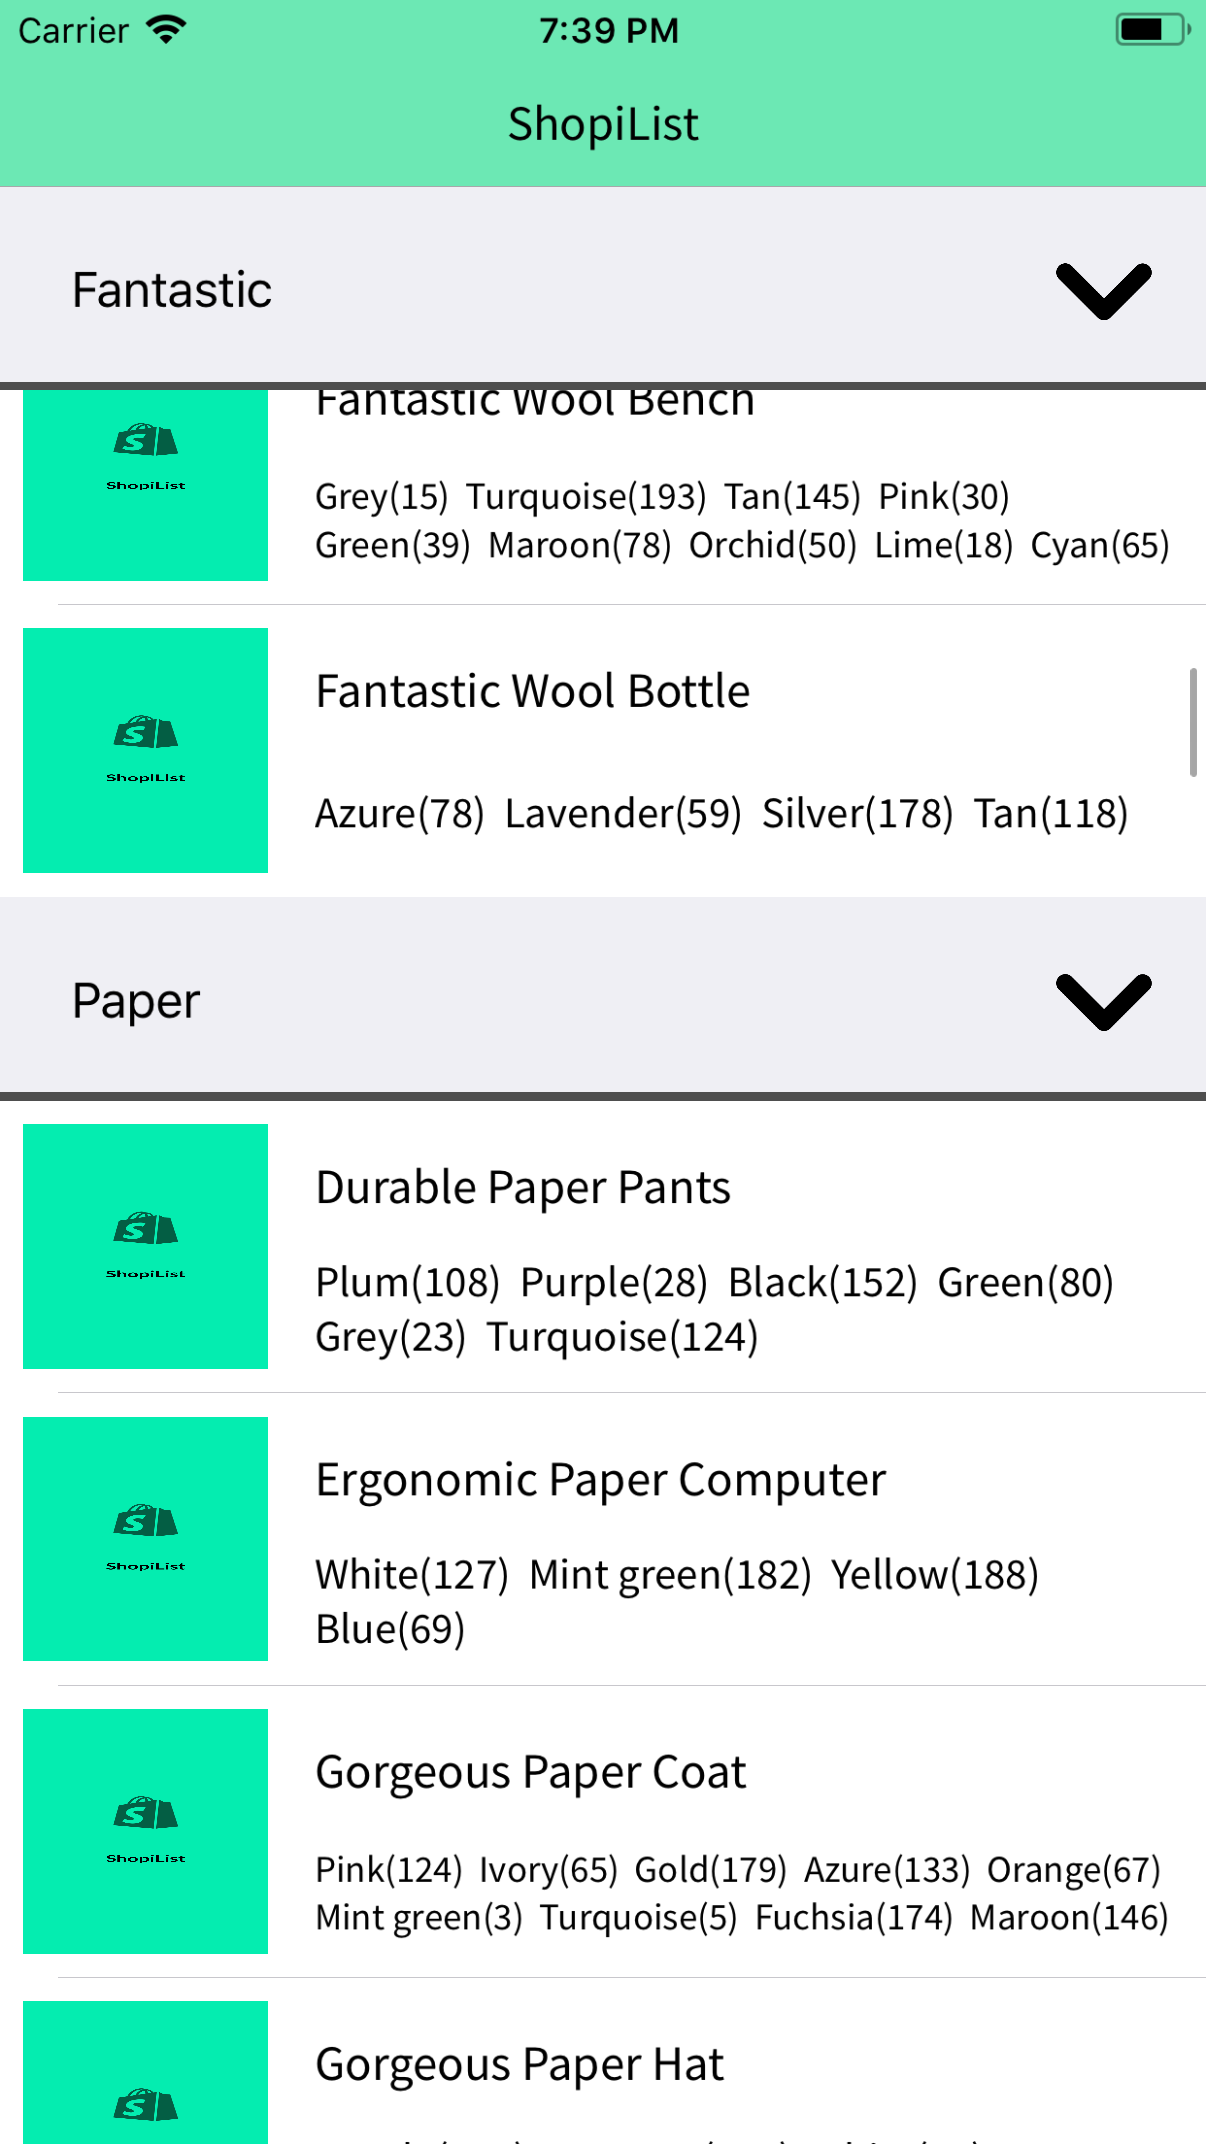 Carrier 7:39 PM
ShopiList
Fantastic
Fantastic Wool Bench
ShopiList
Grey(15) Turquoise(193) Tan(145) Pink(30)
Green(39) Maroon(78) Orchid(50) Lime(18) Cyan(65)
Fantastic Wool Bottle
ShopiList
Azure(78) Lavender(59) Silver(178) Tan(118)
Paper
Durable Paper Pants
ShopiList
Plum(108) Purple(28) Black(152) Green(80)
Grey(23) Turquoise(124)
Ergonomic Paper Computer
ShopiList
White(127) Mint green(182) Yellow(188)
Blue(69)
Gorgeous Paper Coat
ShopiList
Pink(124) Ivory(65) Gold(179) Azure(133) Orange(67)
Mint green(3) Turquoise(5) Fuchsia(174) Maroon(146)
Gorgeous Paper Hat